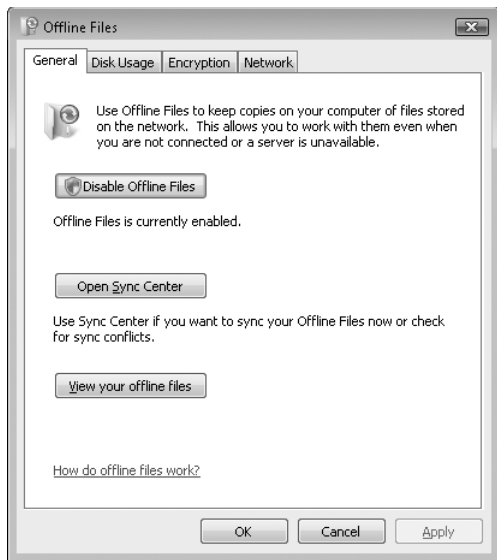 Offline Files
General Disk Usage Encryption Network
Use Offline Files to keep copies on your computer of files stored
on the network. This allows you to work with them even when
you are not connected or a server is unavailable.
Disable Offline Files
Offline Files is currently enabled.
Open Sync Center
Use Sync Center if you want to sync your Offline Files now or check
for sync conflicts.
View your offline files
How do offline files work?
OK Cancel Apply